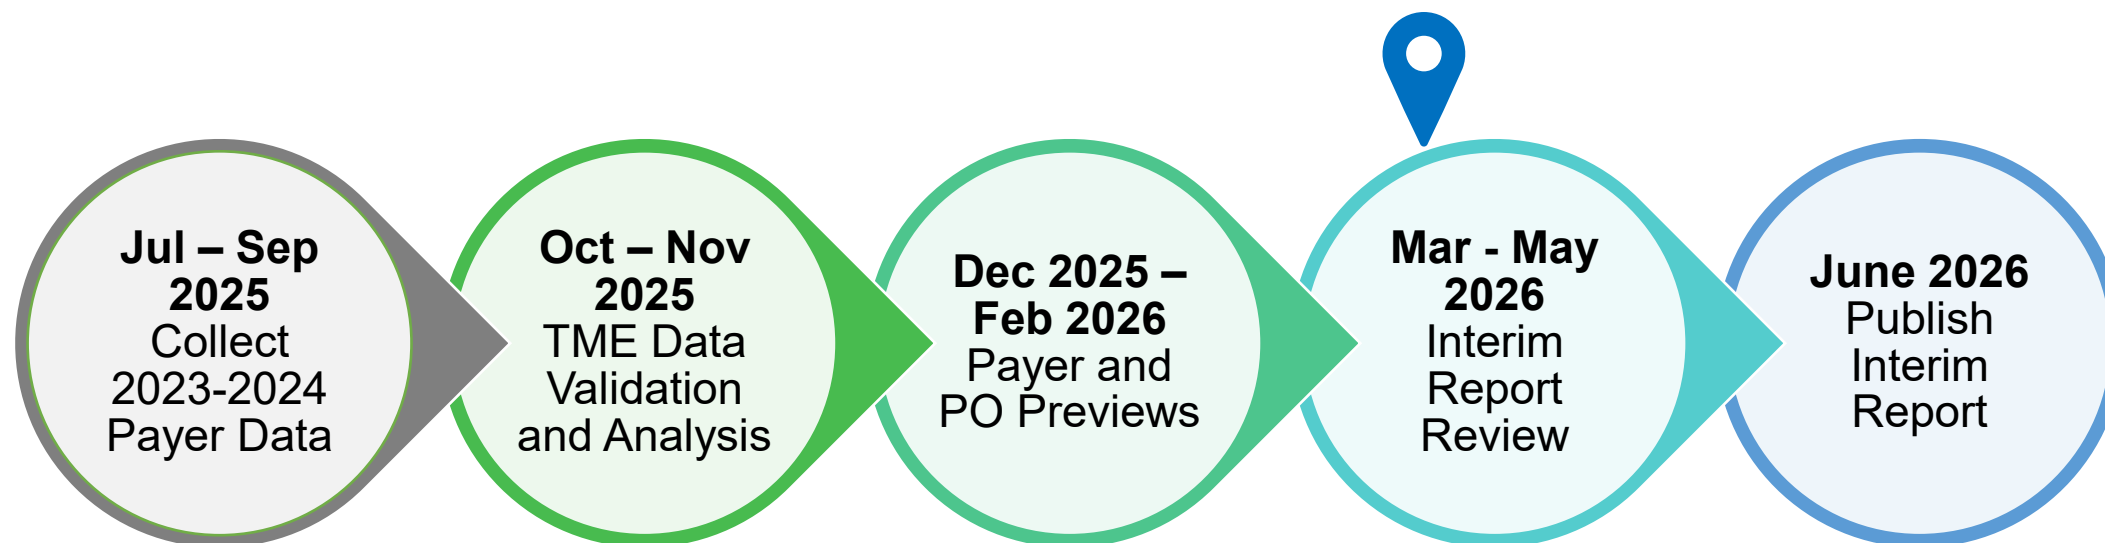 Jul – Sep
2025
Collect
2023-2024
Payer Data
Oct – Nov
2025
TME Data
Validation
and Analysis
Dec 2025 –
Feb 2026
Payer and
PO Previews
Mar - May
2026
Interim
Report
Review
June 2026
Publish
Interim
Report